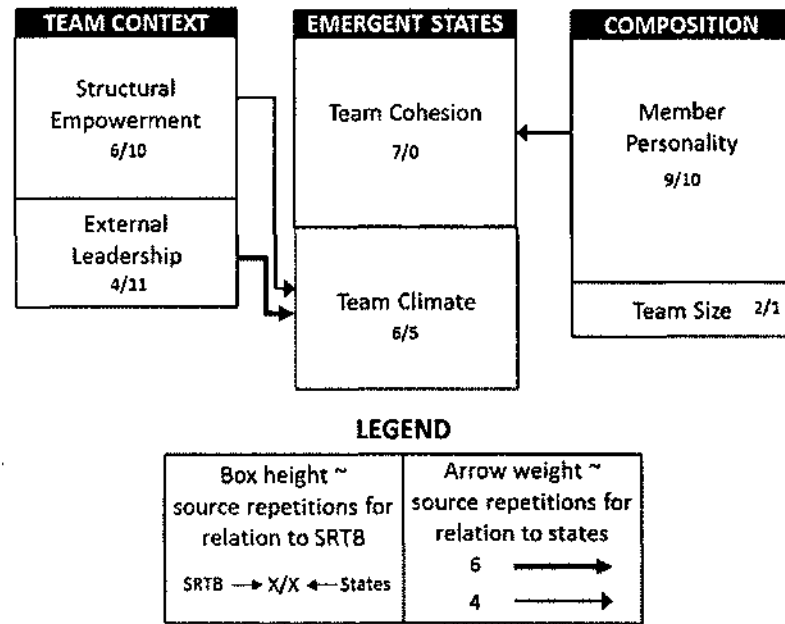 TEAM CONTEXT
Structural
Empowerment
6/10
External
Leadership
4/11
EMERGENT STATES
Team Cohesion
7/0
Team Climate
6/5
COMPOSITION
Member
Personality
9/10
Team Size 2/1
LEGEND
Box height ~
source repetitions for
relation to SRTB
SRTB X/X States
Arrow weight ~
source repetitions for
relation to states
6
4